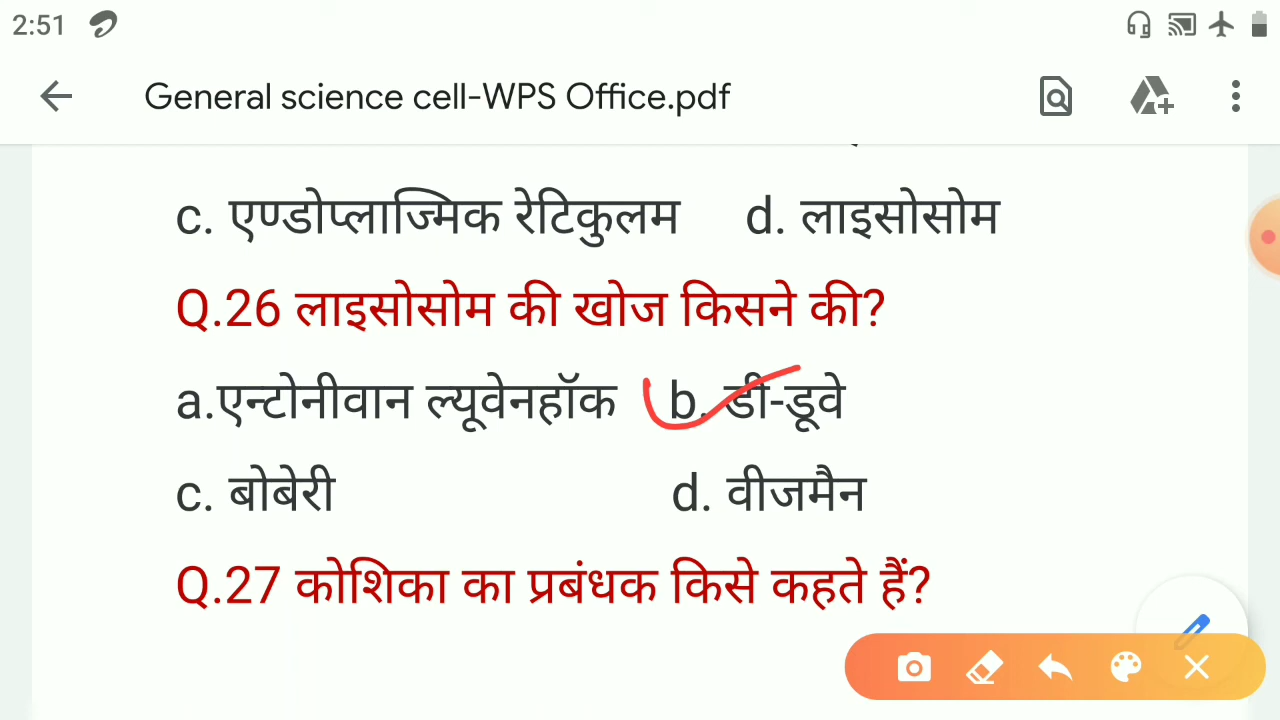 2:51
General science cell-WPS Office.pdf
c. एण्डोप्लाज्मिक रेटिकुलम d. लाइसोसोम
Q.26 लाइसोसोम की खोज किसने की?
a.एन्टोनीवान ल्यूवेनहॉक b. डी-डूवे
c. बोबेरी d. वीजमैन
Q.27 कोशिका का प्रबंधक किसे कहते हैं?